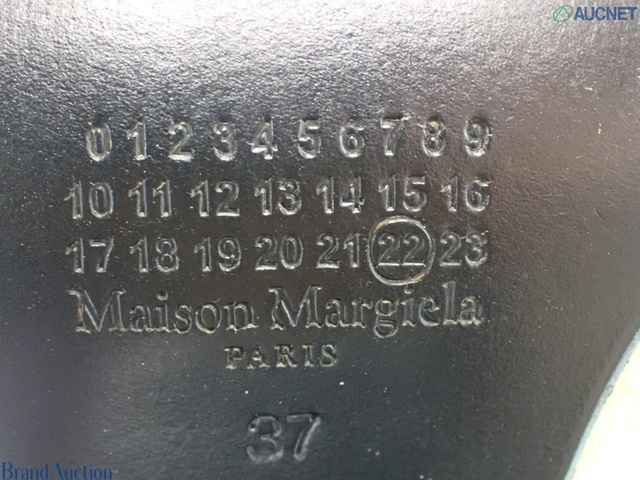 AUCNET
0 1 2 3 4 5 6 7 8 9
10 11 12 13 14 15 16
17 18 19 20 21 22 23
Maison Margiela
PARIS
37
Brand Auction